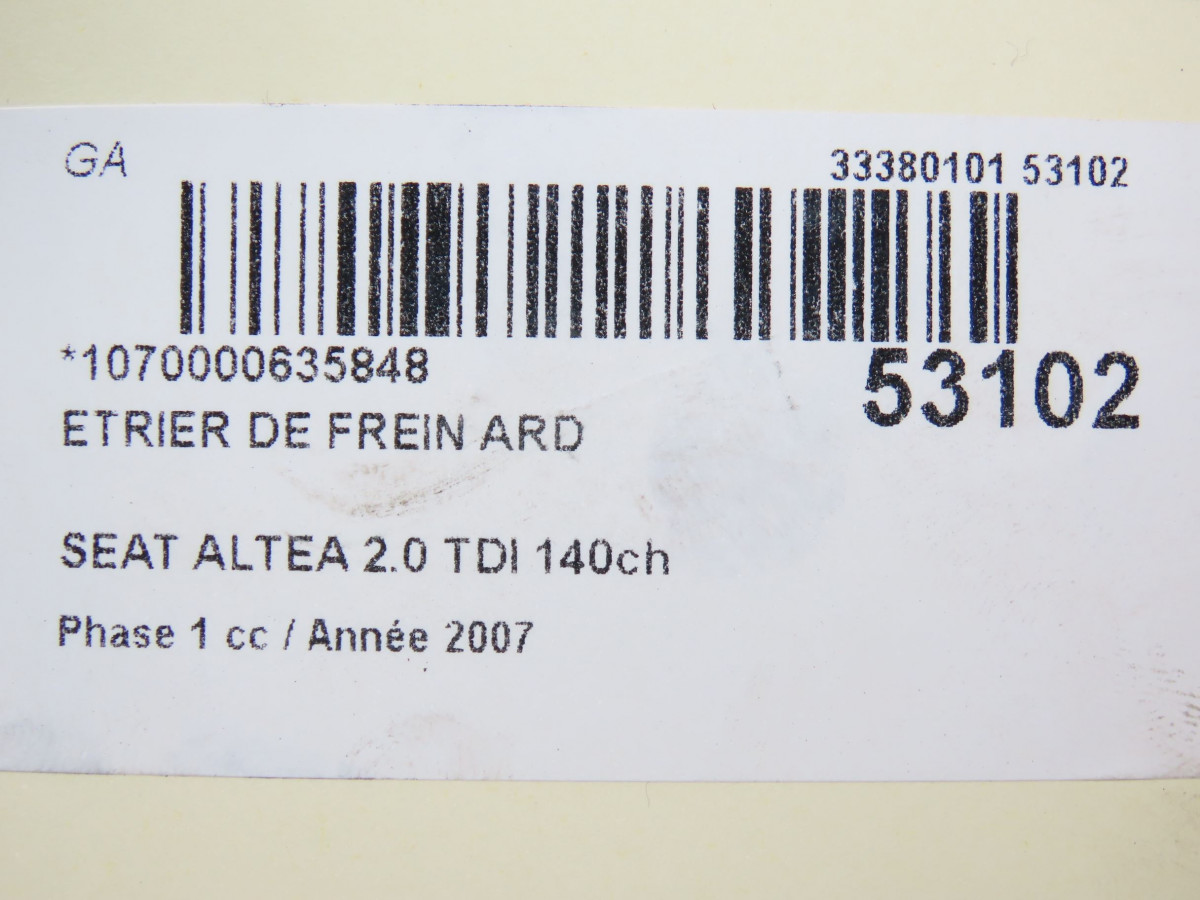 GA
33380101 53102
*1070000635848
53102
ETRIER DE FREIN ARD
SEAT ALTEA 2.0 TDI 140ch
Phase 1 cc / Année 2007